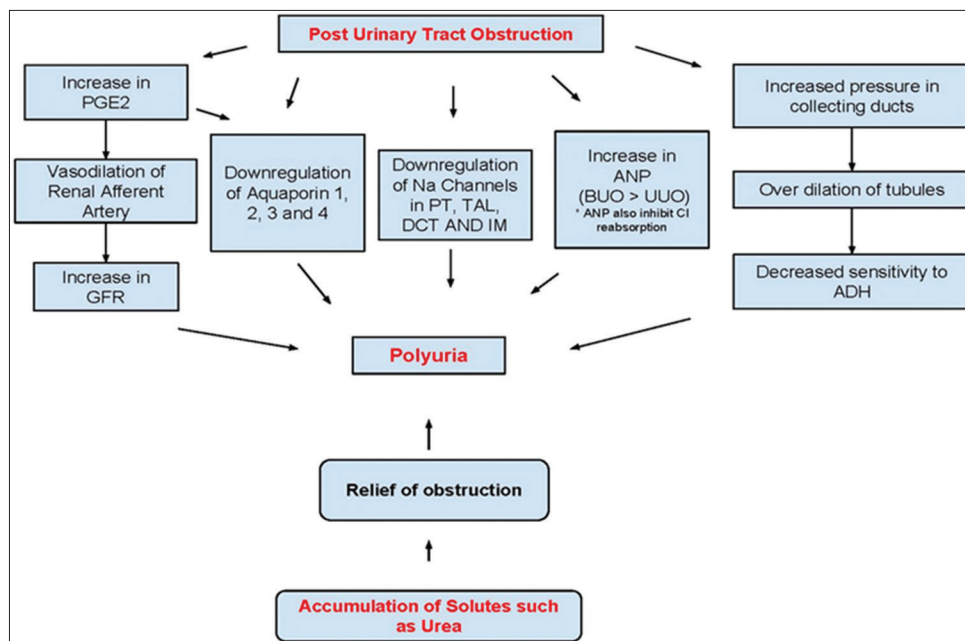 Post Urinary Tract Obstruction
Increase in
PGE2
Vasodilation of
Renal Afferent
Artery
Increase in
GFR
Downregulation
of Aquaporin 1,
2, 3 and 4
Downregulation
of Na Channels
in PT, TAL,
DCT AND IM
Increase in
ANP
(BUO > UUO)
* ANP also inhibit Cl
reabsorption
Increased pressure in
collecting ducts
Over dilation of tubules
Decreased sensitivity to
ADH
Polyuria
Relief of obstruction
Accumulation of Solutes such
as Urea